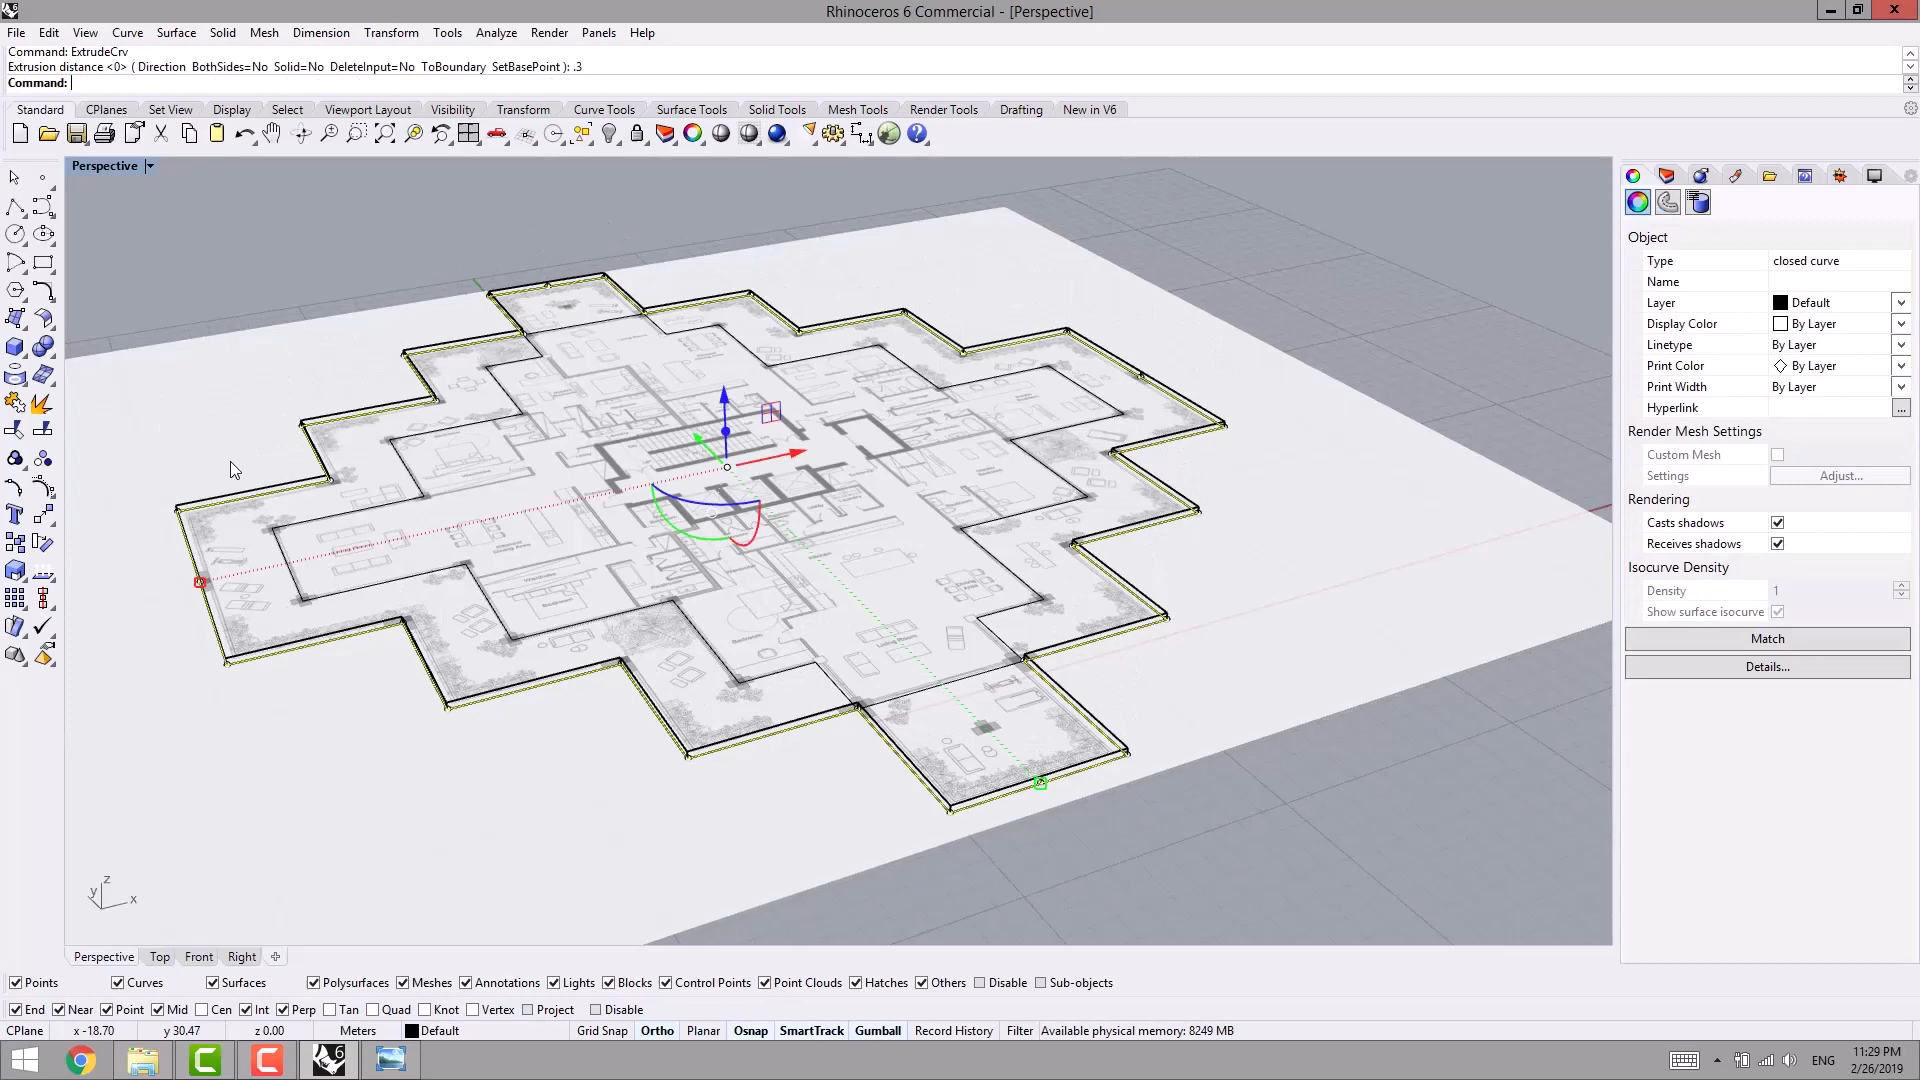 Rhinoceros 6 Commercial - [Perspective]
File Edit View Curve Surface Solid Mesh Dimension Transform Tools Analyze Render Panels Help
Command: ExtrudeCrv
Extrusion distance <0> ( Direction BothSides=No Solid=No DeleteInput=No ToBoundary SetBasePoint ): .3
Command:
Standard CPlanes Set View Display Select Viewport Layout Visibility Transform Curve Tools Surface Tools Solid Tools Mesh Tools Render Tools Drafting New in V6
Perspective
Object
Type closed curve
Name
Layer Default
Display Color By Layer
Linetype By Layer
Print Color By Layer
Print Width By Layer
Hyperlink ...
Render Mesh Settings
Custom Mesh
Settings Adjust...
Rendering
Casts shadows
Receives shadows
Isocurve Density
Density 1
Show surface isocurve
Match
Details...
z
y
x
Perspective Top Front Right
Points Curves Surfaces Polysurfaces Meshes Annotations Lights Blocks Control Points Point Clouds Hatches Others Disable Sub-objects
End Near Point Mid Cen Int Perp Tan Quad Knot Vertex Project Disable
CPlane x -18.70 y 30.47 z 0.00 Meters Default Grid Snap Ortho Planar Osnap SmartTrack Gumball Record History Filter Available physical memory: 8249 MB
6
ENG
11:29 PM
2/26/2019